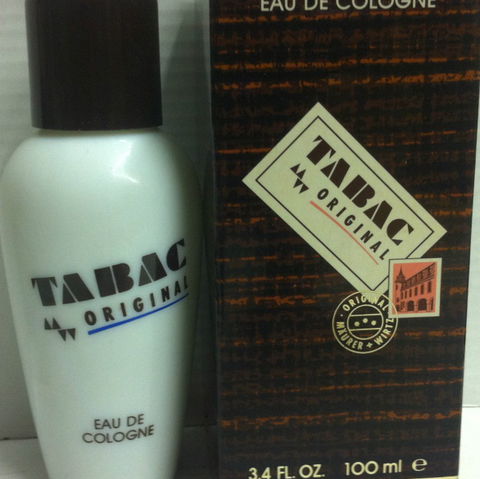 TABAC
ORIGINAL
EAU DE
COLOGNE
EAU DE COLOGNE
TABAC
ORIGINAL
ORIGINAL
MÄURER + WIRTZ
3.4 FL. OZ. 100 ml e